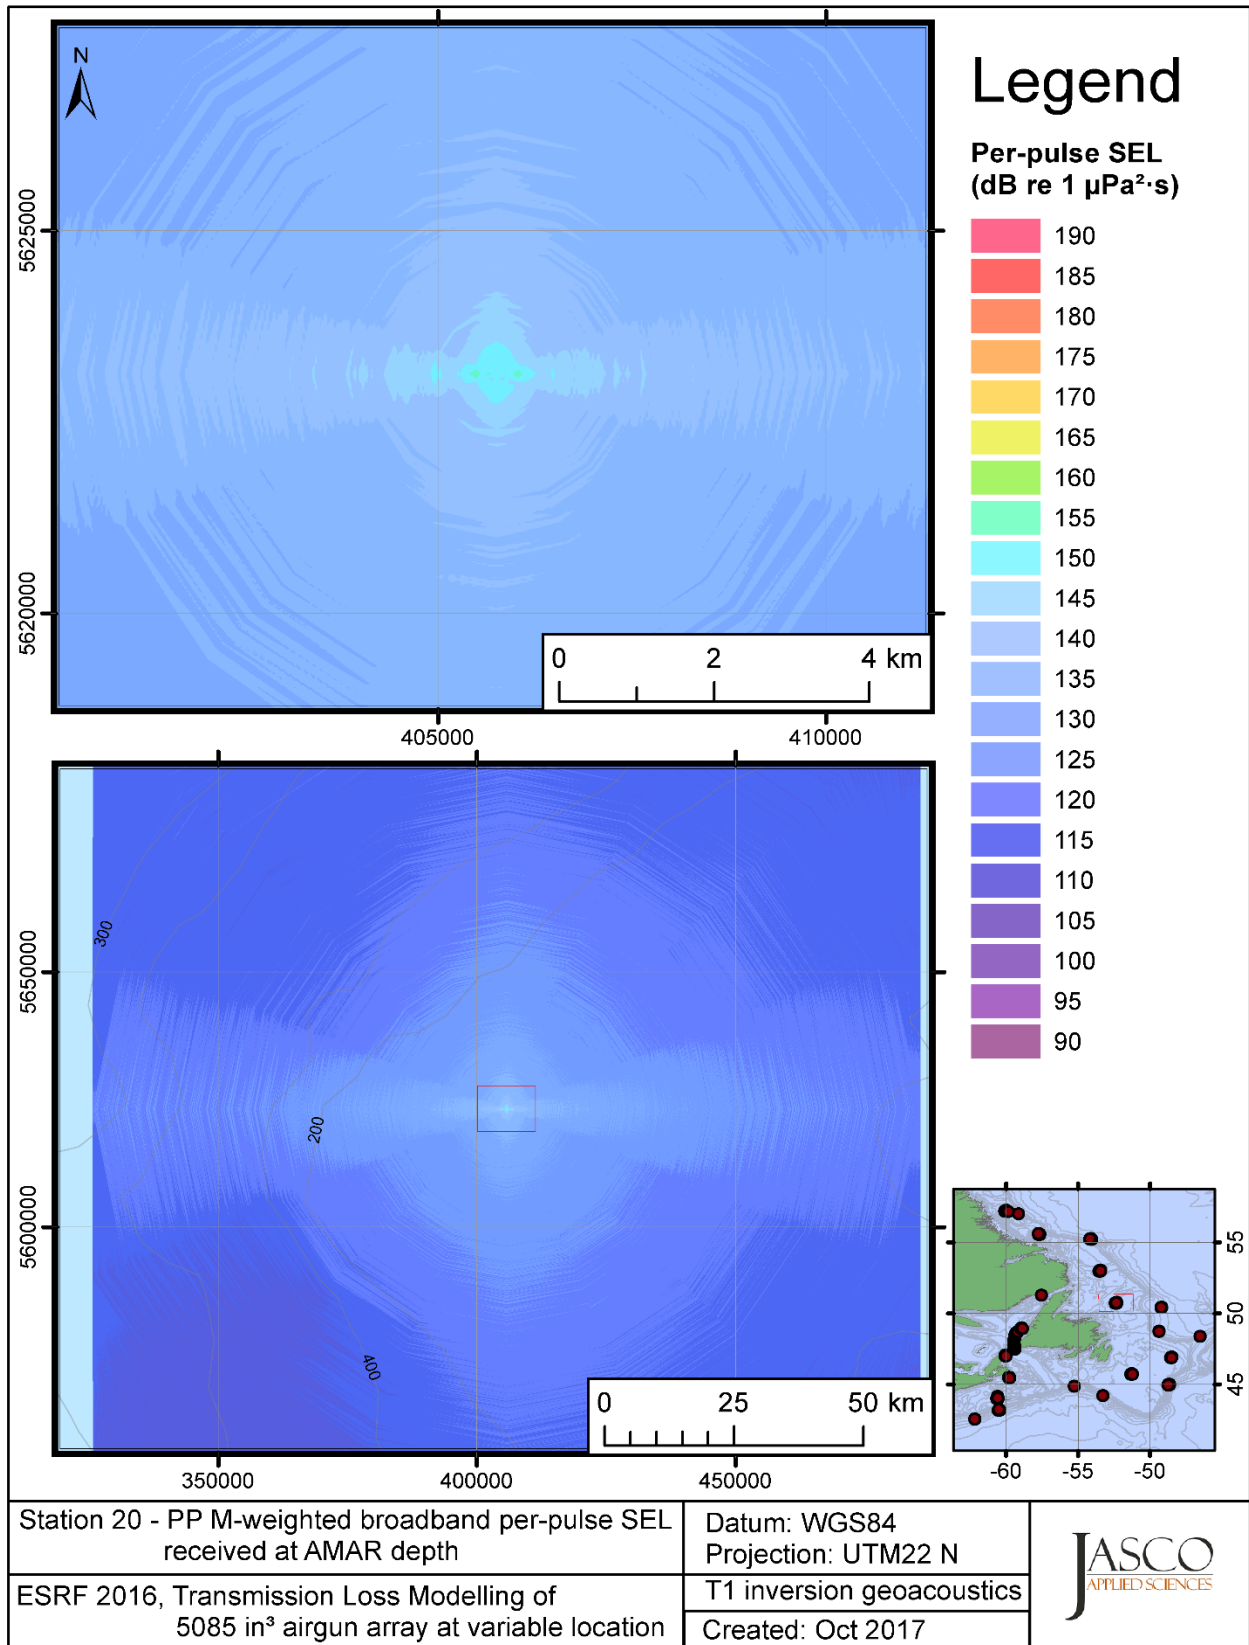 N
5625000
5620000
0 2 4 km
405000 410000
Legend
Per-pulse SEL
(dB re 1 µPa²·s)
190
185
180
175
170
165
160
155
150
145
140
135
130
125
120
115
110
105
100
95
90
300
200
400
5650000
5600000
0 25 50 km
350000 400000 450000
55
50
45
-60 -55 -50
Station 20 - PP M-weighted broadband per-pulse SEL
received at AMAR depth
ESRF 2016, Transmission Loss Modelling of
5085 in³ airgun array at variable location
Datum: WGS84
Projection: UTM22 N
T1 inversion geoacoustics
Created: Oct 2017
JASCO
APPLIED SCIENCES